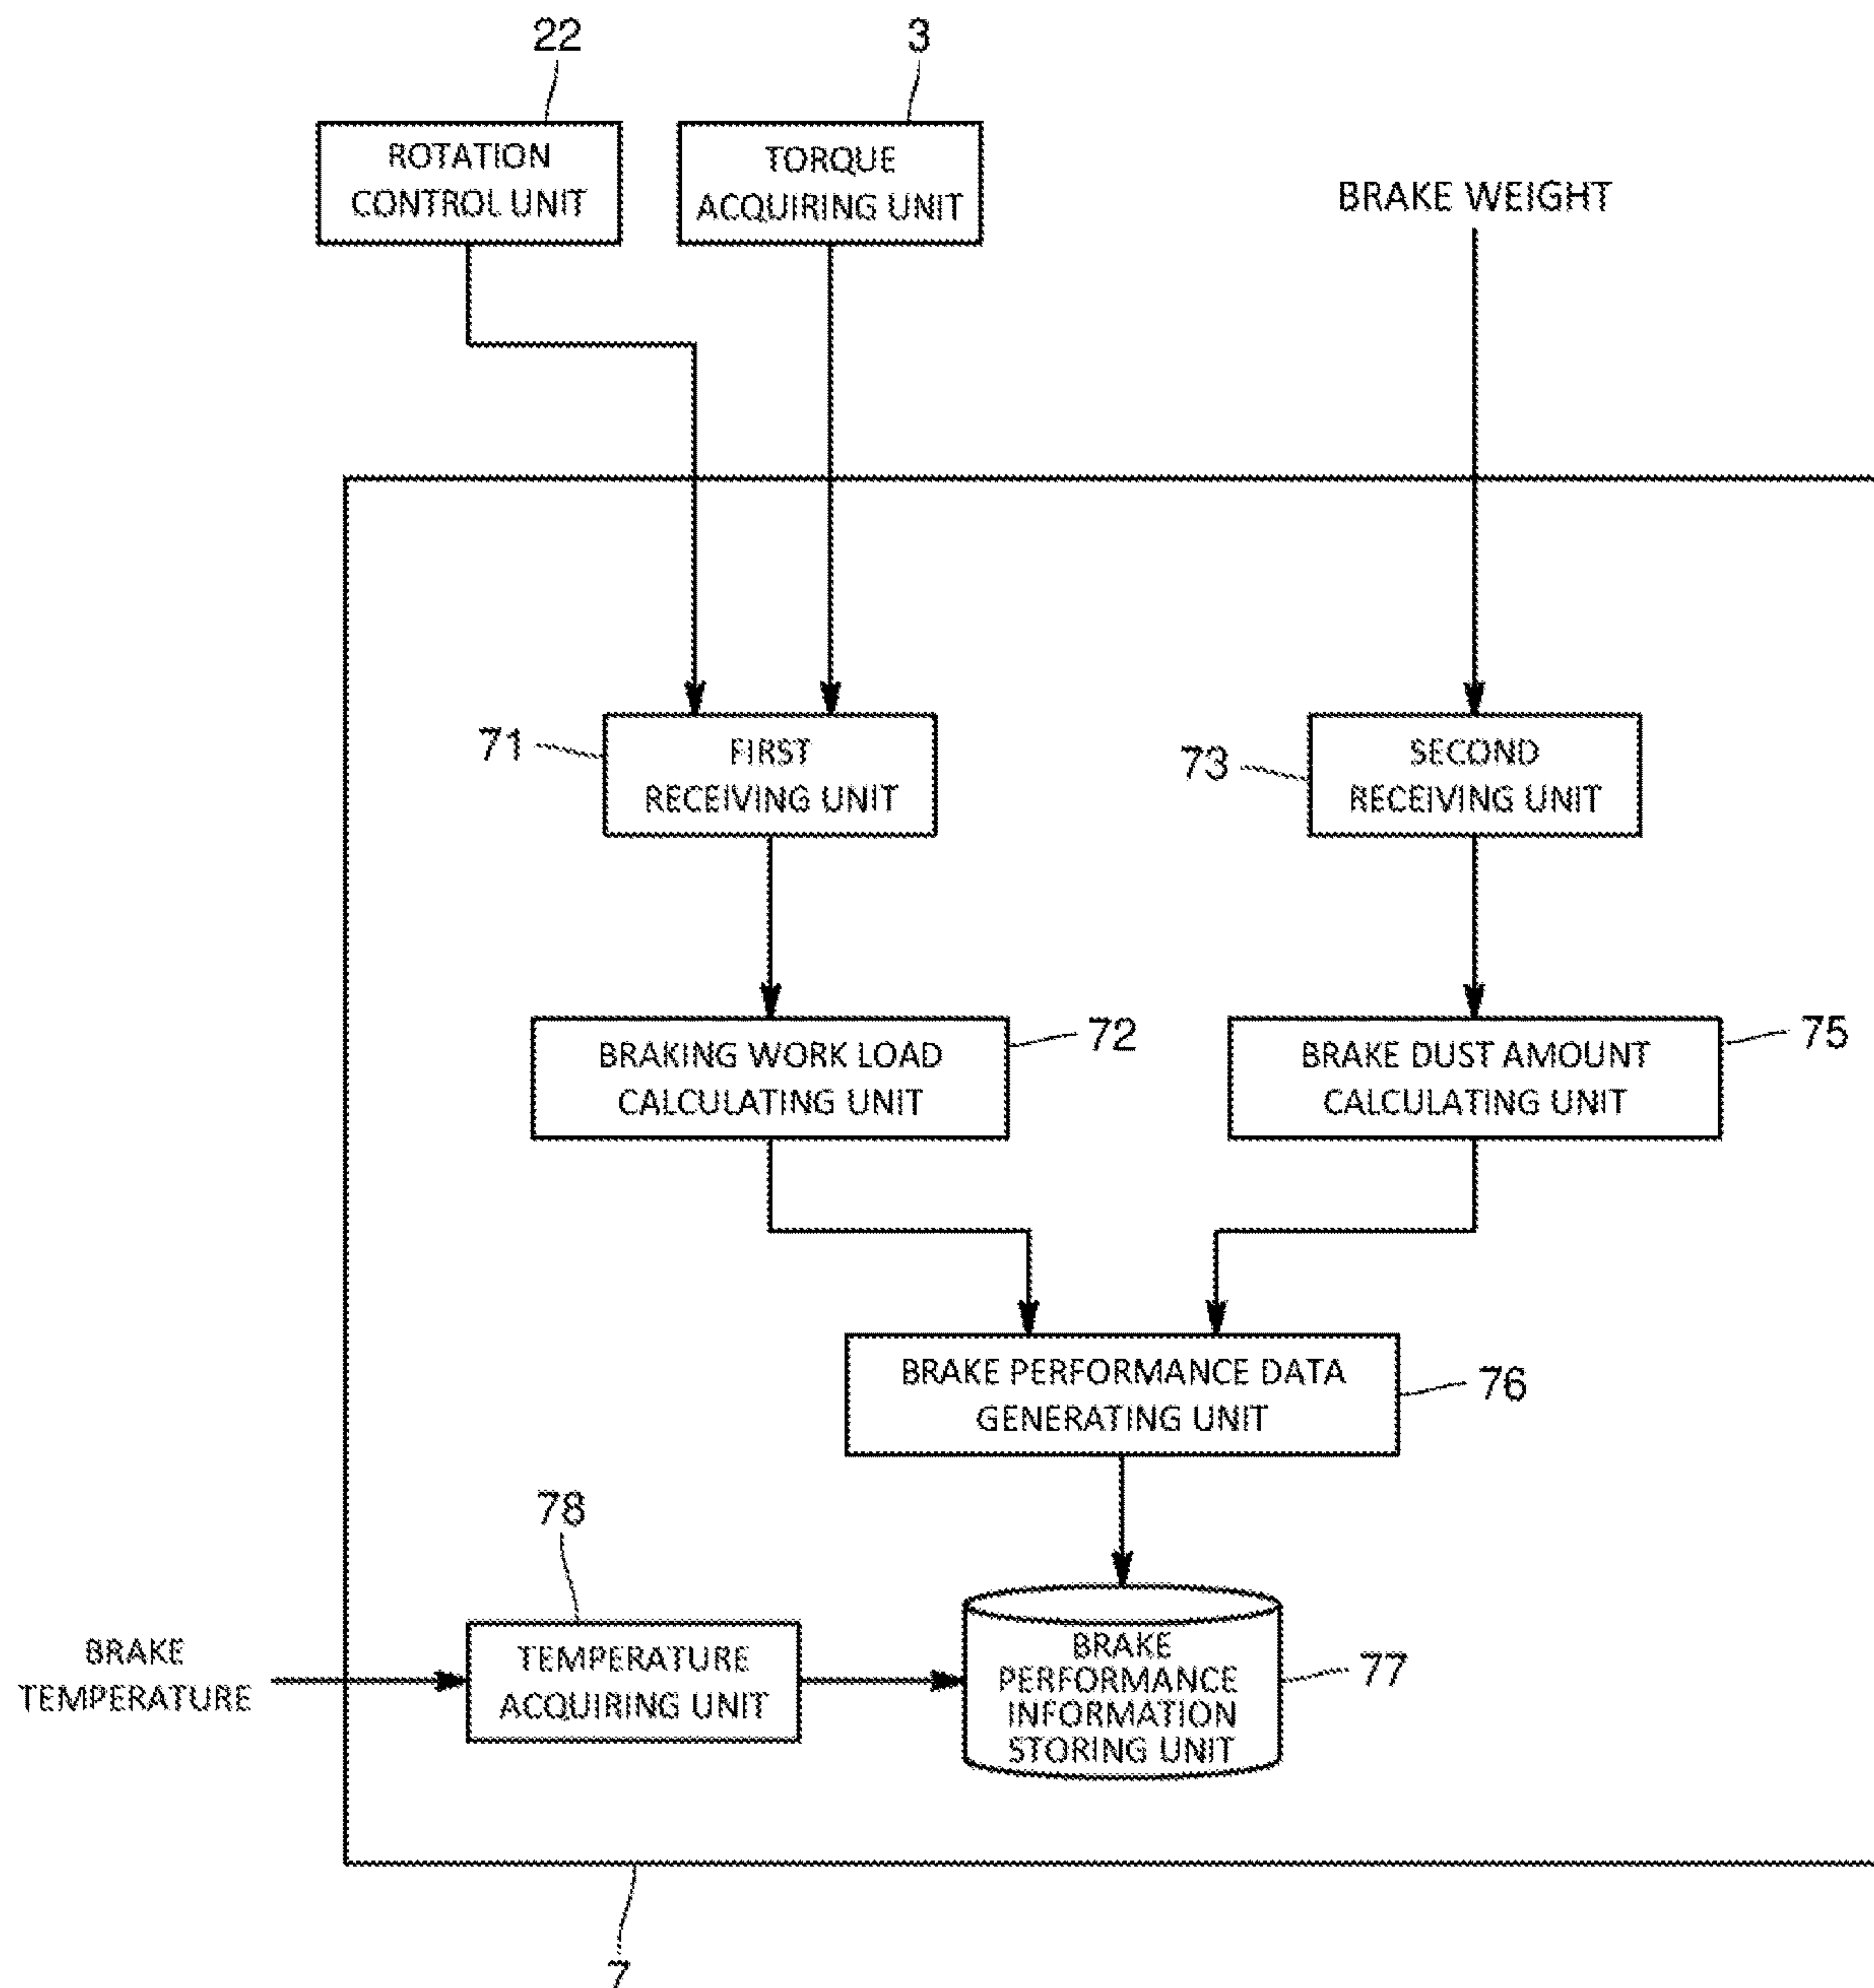 22
3
ROTATION
CONTROL UNIT
TORQUE
ACQUIRING UNIT
BRAKE WEIGHT
71
FIRST
RECEIVING UNIT
73
SECOND
RECEIVING UNIT
BRAKING WORK LOAD
CALCULATING UNIT
72
BRAKE DUST AMOUNT
CALCULATING UNIT
75
BRAKE PERFORMANCE DATA
GENERATING UNIT
76
78
BRAKE
TEMPERATURE
TEMPERATURE
ACQUIRING UNIT
BRAKE
PERFORMANCE
INFORMATION
STORING UNIT
77
7